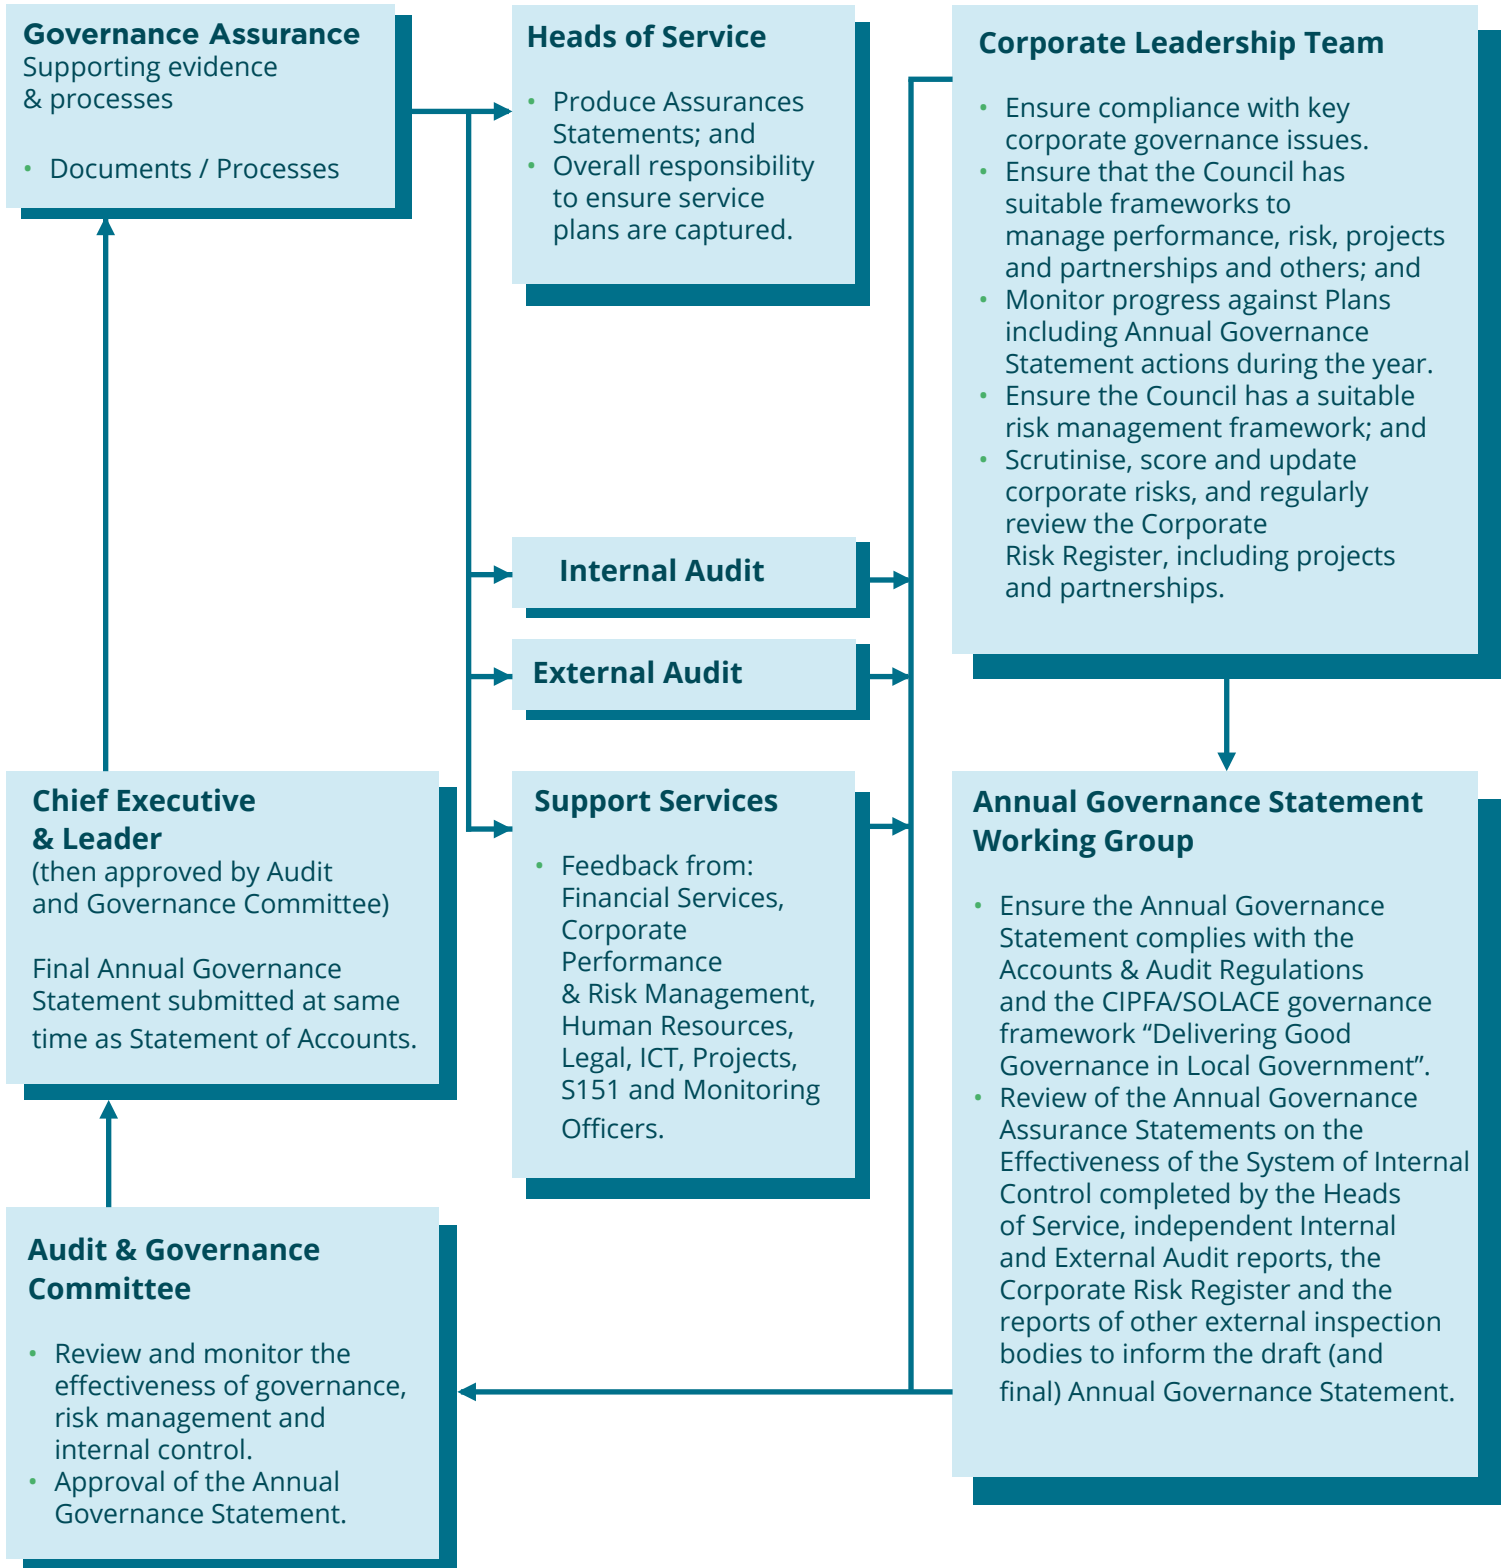 Governance Assurance
Supporting evidence
& processes
• Documents / Processes
Heads of Service
• Produce Assurances
Statements; and
• Overall responsibility
to ensure service
plans are captured.
Corporate Leadership Team
• Ensure compliance with key
corporate governance issues.
• Ensure that the Council has
suitable frameworks to
manage performance, risk, projects
and partnerships and others; and
• Monitor progress against Plans
including Annual Governance
Statement actions during the year.
• Ensure the Council has a suitable
risk management framework; and
• Scrutinise, score and update
corporate risks, and regularly
review the Corporate
Risk Register, including projects
and partnerships.
Internal Audit
External Audit
Chief Executive
& Leader
(then approved by Audit
and Governance Committee)
Final Annual Governance
Statement submitted at same
time as Statement of Accounts.
Support Services
• Feedback from:
Financial Services,
Corporate
Performance
& Risk Management,
Human Resources,
Legal, ICT, Projects,
S151 and Monitoring
Officers.
Annual Governance Statement
Working Group
• Ensure the Annual Governance
Statement complies with the
Accounts & Audit Regulations
and the CIPFA/SOLACE governance
framework “Delivering Good
Governance in Local Government”.
• Review of the Annual Governance
Assurance Statements on the
Effectiveness of the System of Internal
Control completed by the Heads
of Service, independent Internal
and External Audit reports, the
Corporate Risk Register and the
reports of other external inspection
bodies to inform the draft (and
final) Annual Governance Statement.
Audit & Governance
Committee
• Review and monitor the
effectiveness of governance,
risk management and
internal control.
• Approval of the Annual
Governance Statement.